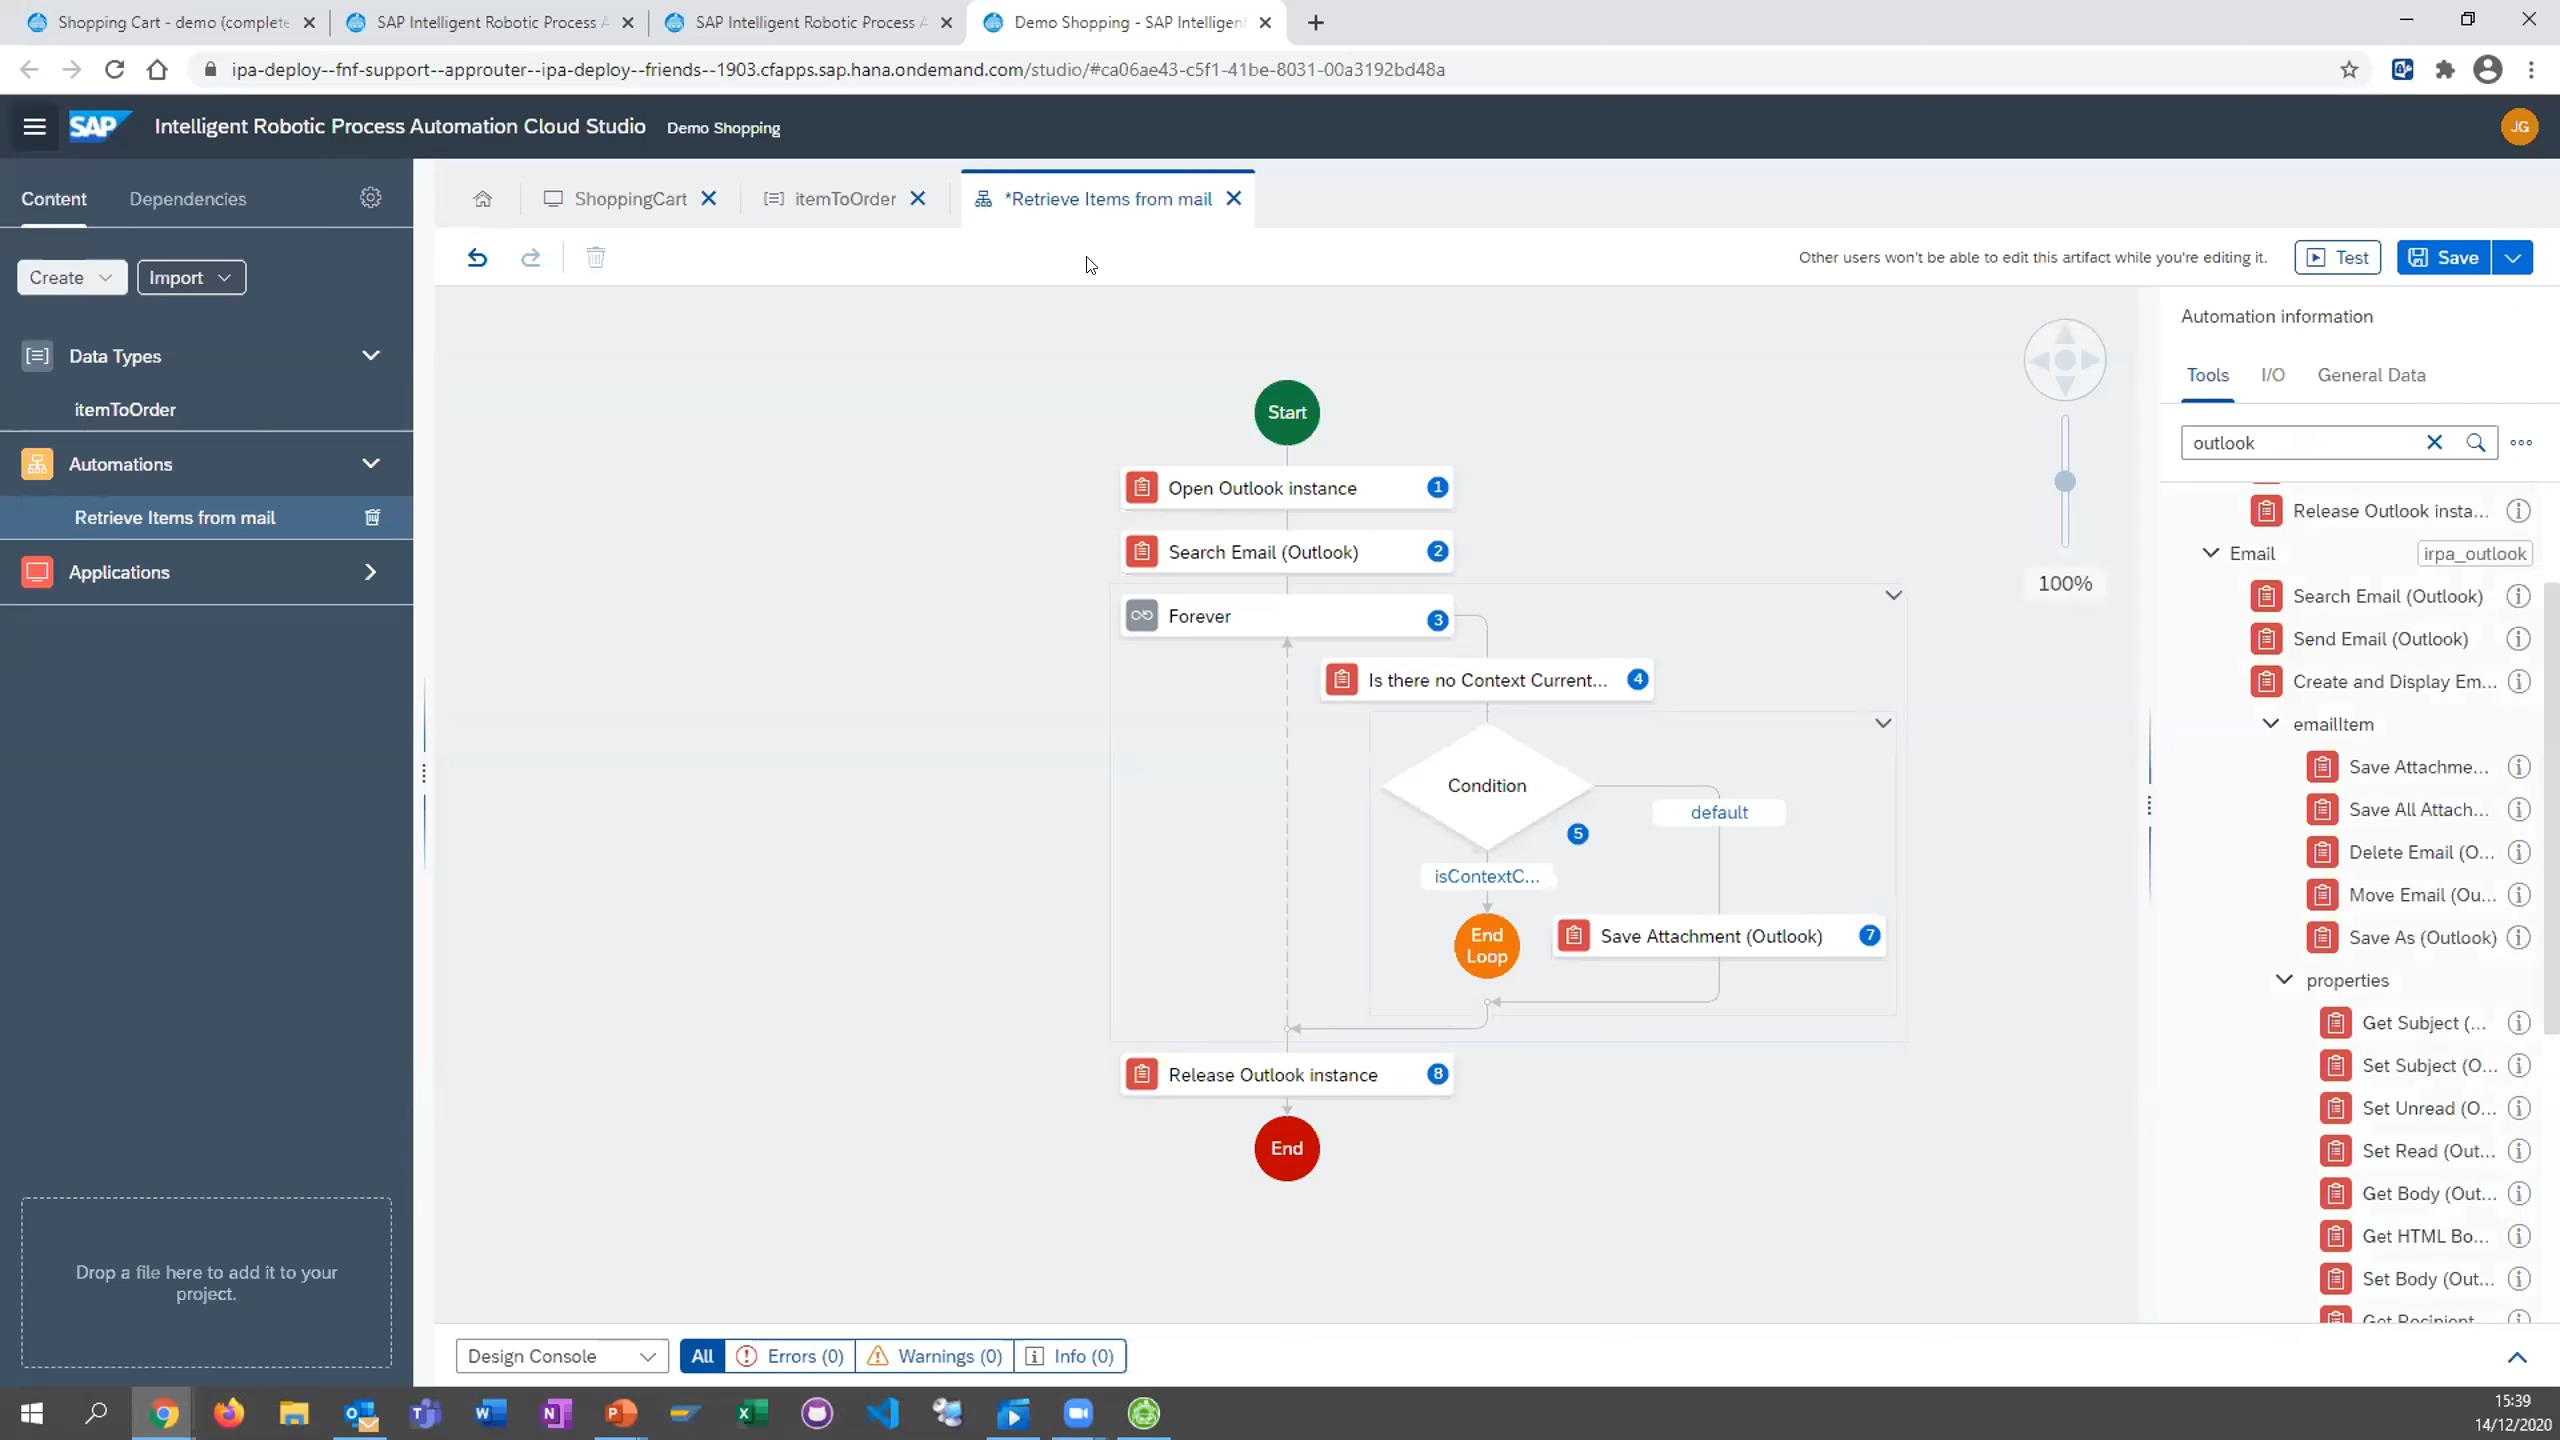 Shopping Cart - demo (complete
SAP Intelligent Robotic Process A
SAP Intelligent Robotic Process A
Demo Shopping - SAP Intelligent
ipa-deploy--fnf-support--approuter--ipa-deploy--friends--1903.cfapps.sap.hana.ondemand.com/studio/#ca06ae43-c5f1-41be-8031-00a3192bd48a
SAP
Intelligent Robotic Process Automation Cloud Studio
Demo Shopping
JG
Content
Dependencies
Create
Import
Data Types
itemToOrder
Automations
Retrieve Items from mail
Applications
Drop a file here to add it to your
project.
ShoppingCart
itemToOrder
*Retrieve Items from mail
Other users won't be able to edit this artifact while you're editing it.
Test
Save
Start
Open Outlook instance
1
Search Email (Outlook)
2
Forever
3
Is there no Context Current...
4
Condition
5
default
isContextC...
End
Loop
Save Attachment (Outlook)
7
Release Outlook instance
8
End
100%
Automation information
Tools
I/O
General Data
outlook
Release Outlook insta...
Email
irpa_outlook
Search Email (Outlook)
Send Email (Outlook)
Create and Display Em...
emailItem
Save Attachme...
Save All Attach...
Delete Email (O...
Move Email (Ou...
Save As (Outlook)
properties
Get Subject (...
Set Subject (O...
Set Unread (O...
Set Read (Out...
Get Body (Out...
Get HTML Bo...
Set Body (Out...
Get Recipient
Design Console
All
Errors (0)
Warnings (0)
Info (0)
15:39
14/12/2020